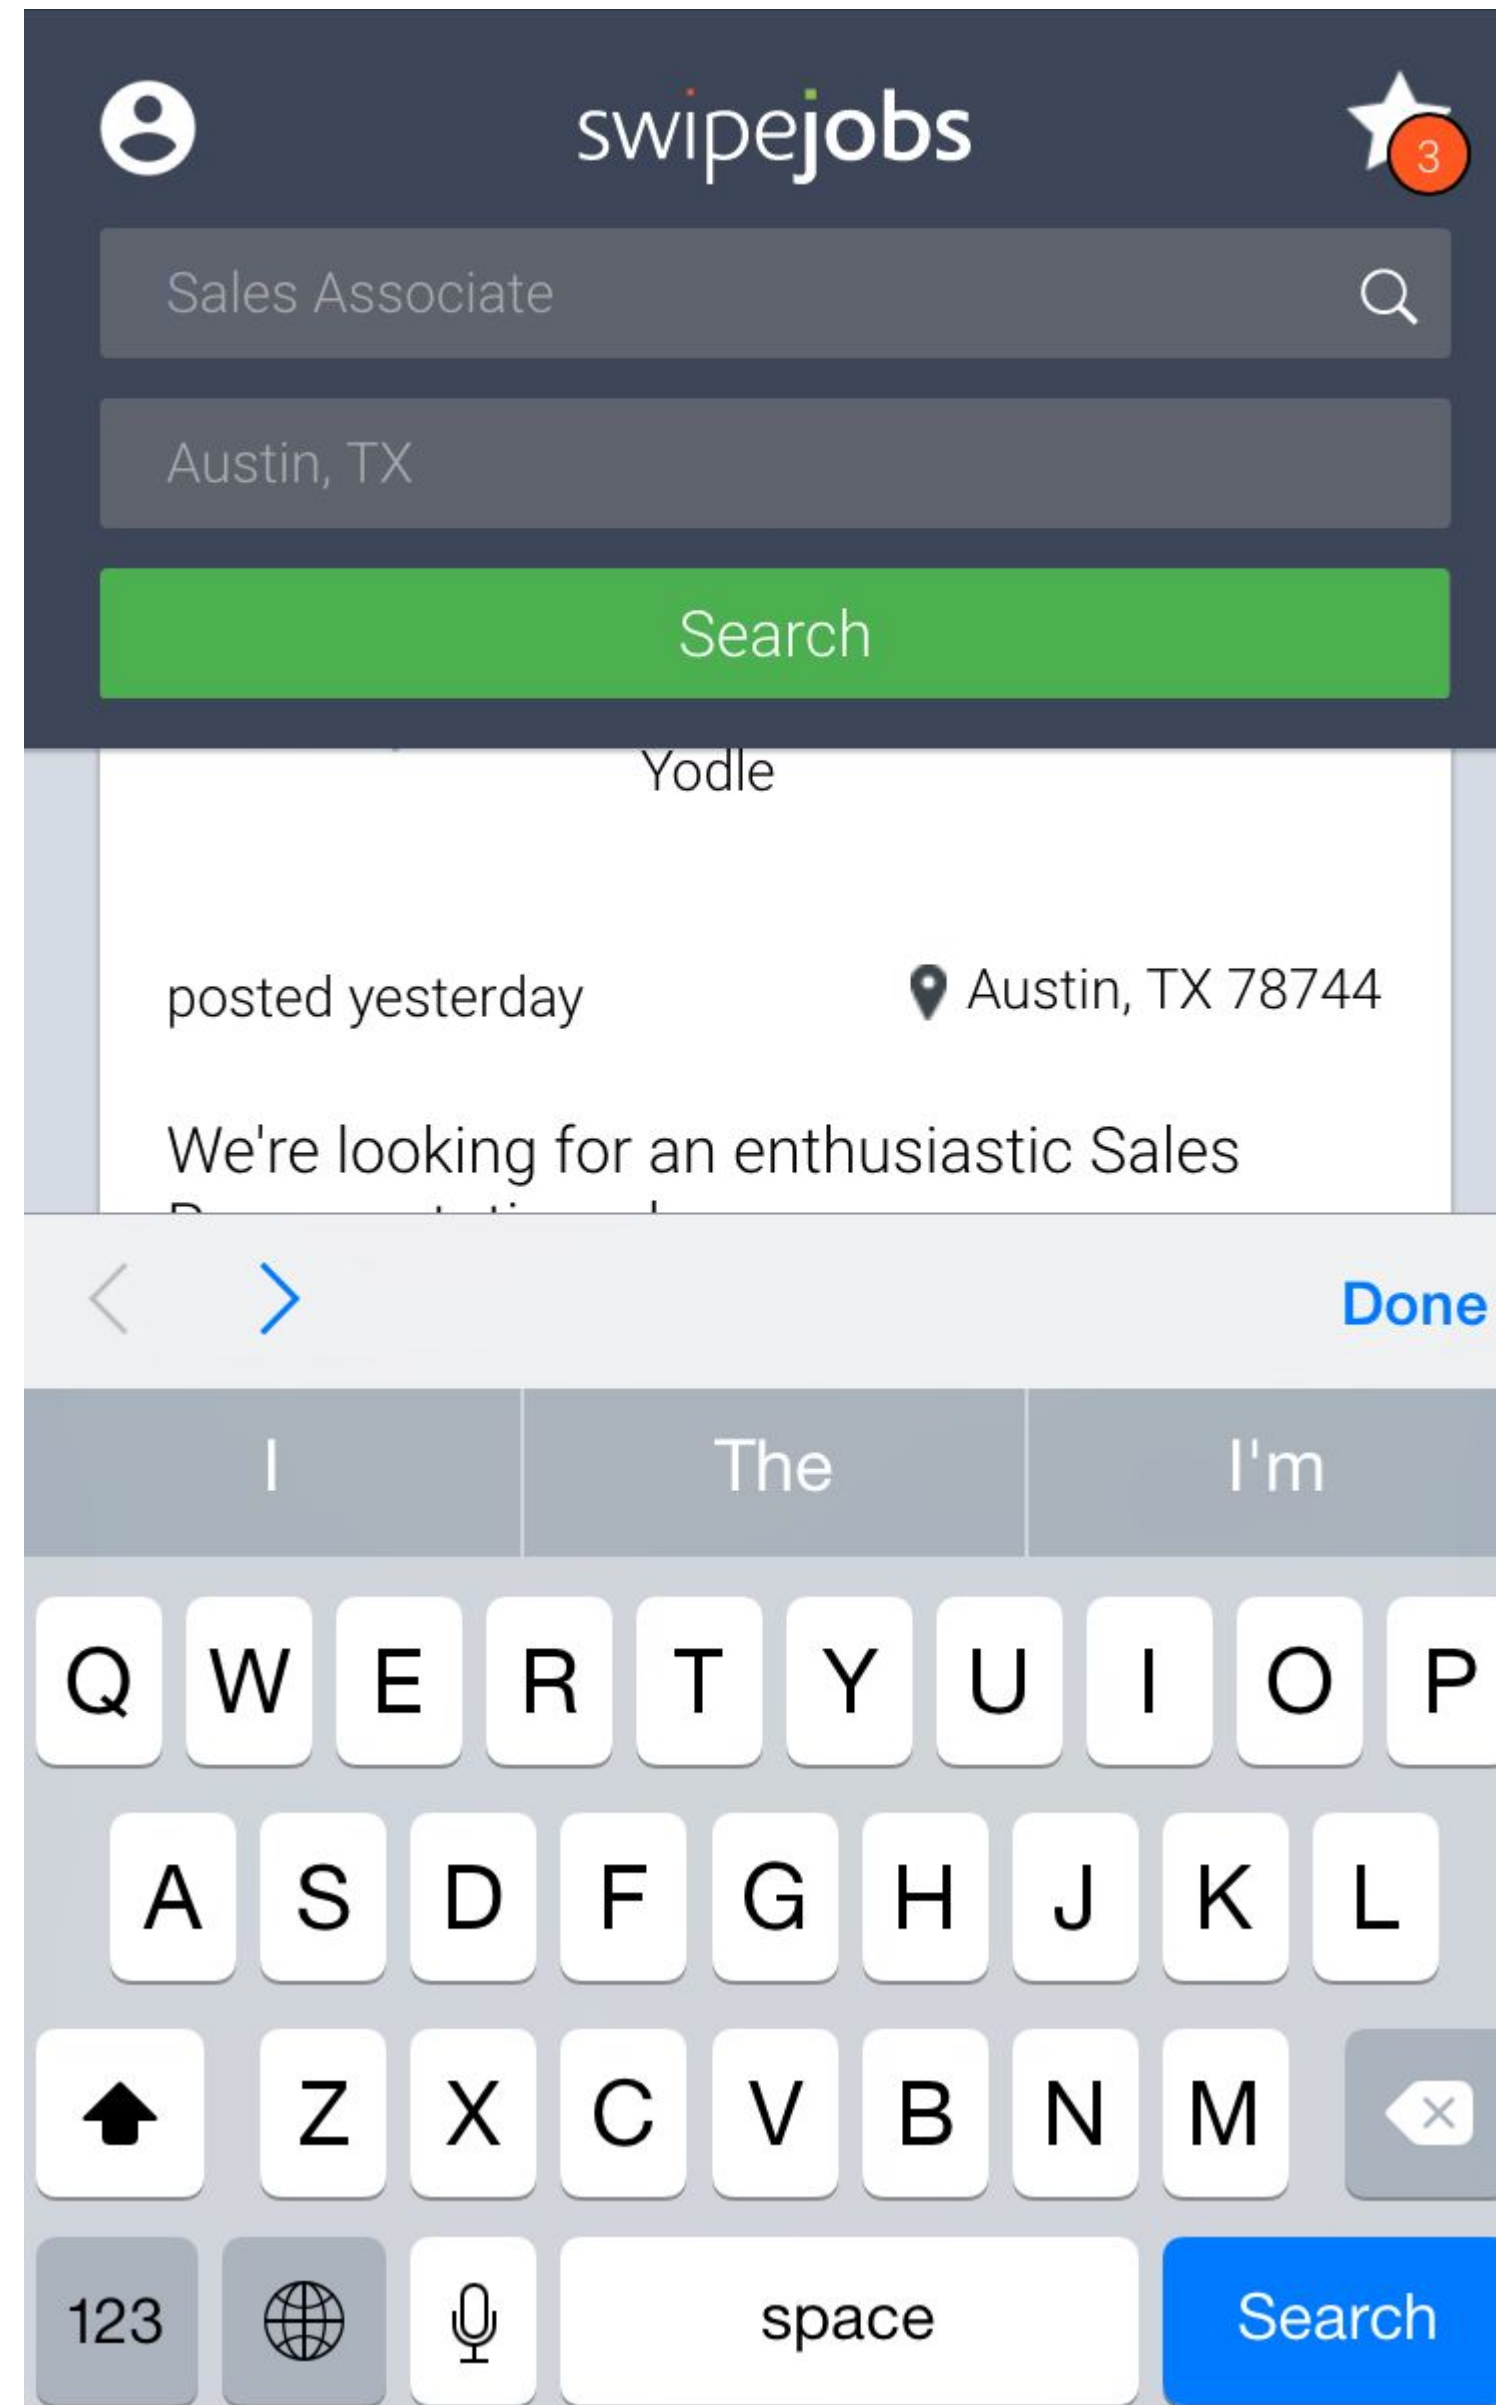 swipejobs
3
Sales Associate
Austin, TX
Search
Yodle
posted yesterday
Austin, TX 78744
We're looking for an enthusiastic Sales
Done
I The I'm
Q W E R T Y U I O P
A S D F G H J K L
Z X C V B N M
123 space Search